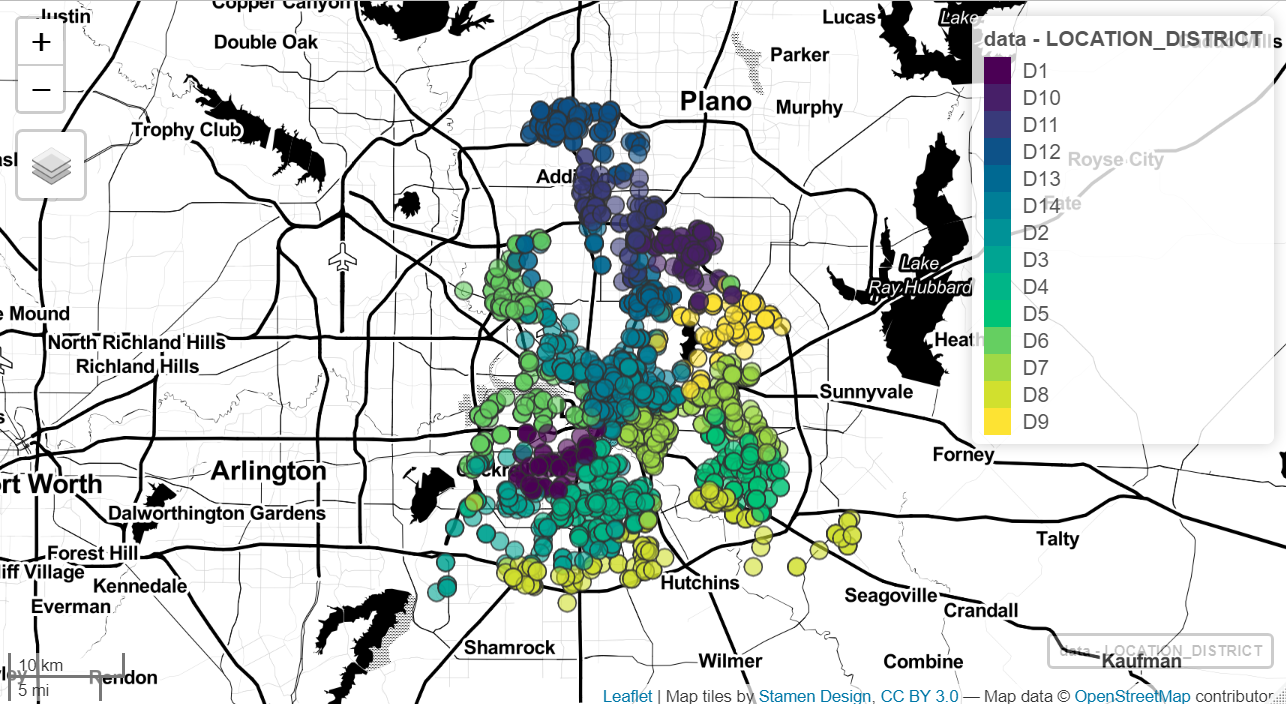 Justin
Copper Canyon
Double Oak
Lucas
Lake
+
−
Parker
data - LOCATION_DISTRICT
Plano
Murphy
Trophy Club
D1
D10
D11
D12
D13
D14
D2
D3
D4
D5
D6
D7
D8
D9
Royse City
Fate
Lake
Ray Hubbard
e Mound
North Richland Hills
Richland Hills
Sunnyvale
Forney
Arlington
ort Worth
Dalworthington Gardens
Talty
Forest Hill
iff Village
Kennedale
Everman
Hutchins
Seagoville
Crandall
Shamrock
Wilmer
Combine
Kaufman
data - LOCATION_DISTRICT
10 km
5 mi
Rendon
Leaflet | Map tiles by Stamen Design, CC BY 3.0 — Map data © OpenStreetMap contributor